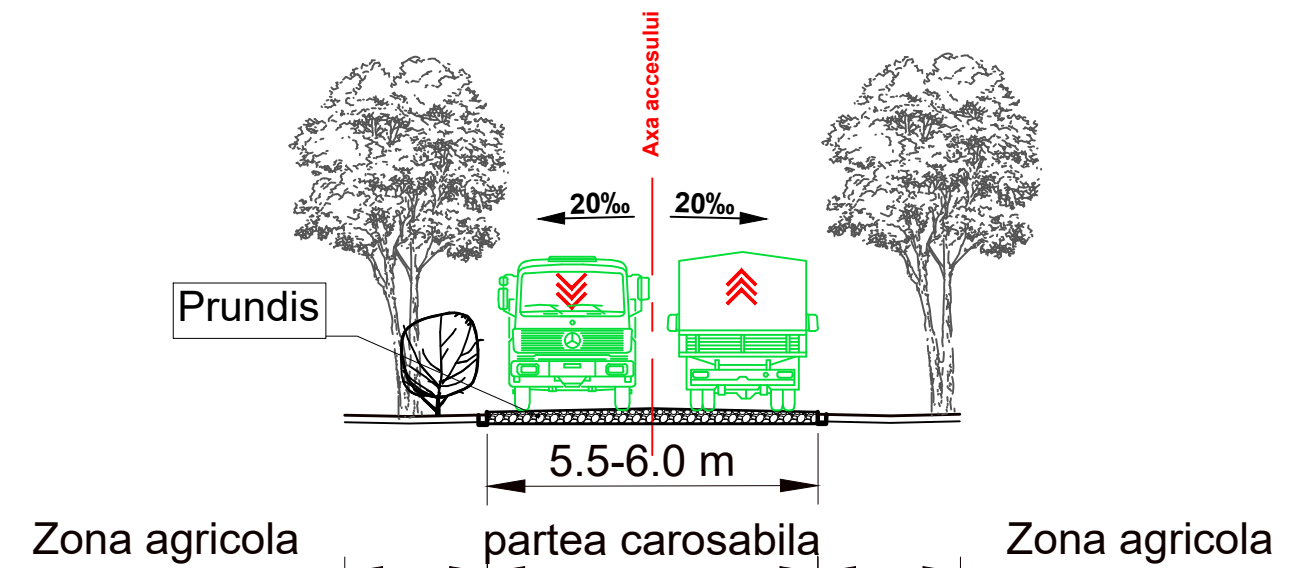 Axa accesului
20‰ 20‰
Prundis
5.5-6.0 m
Zona agricola partea carosabila Zona agricola